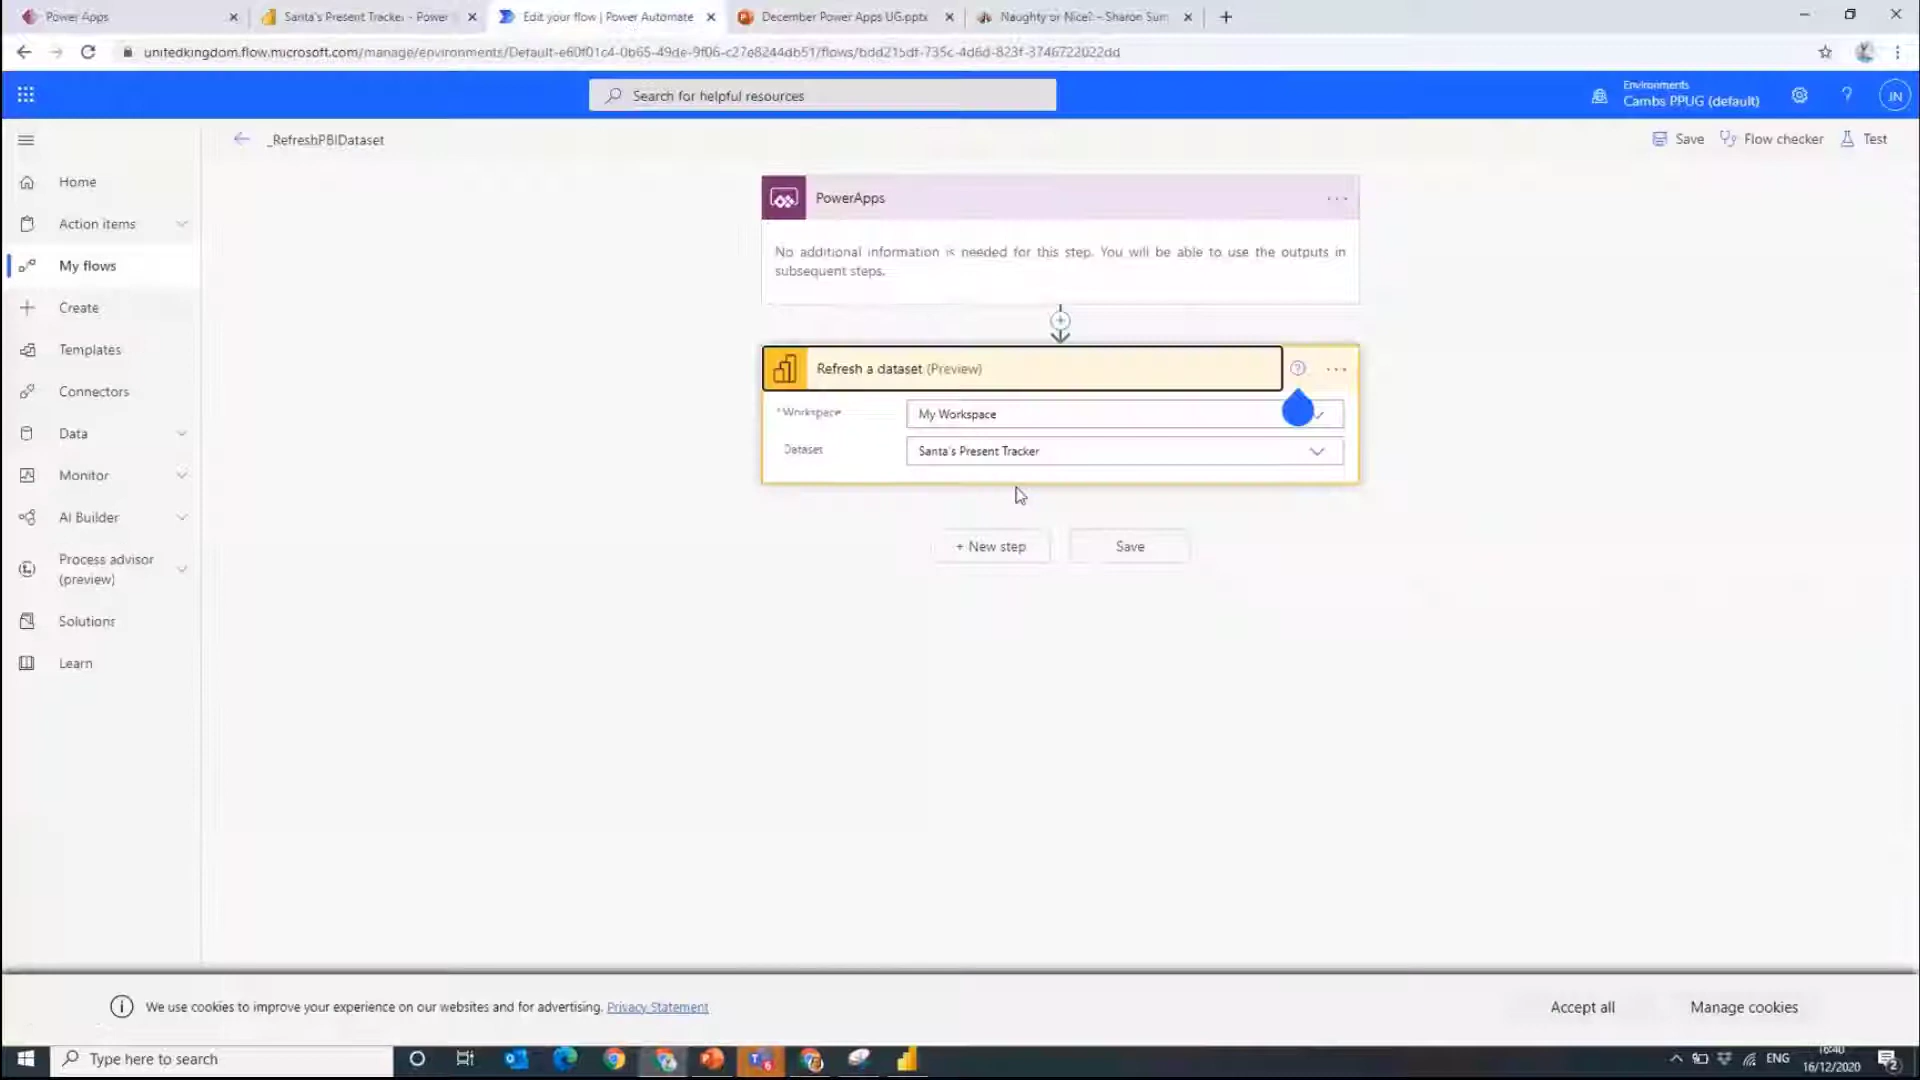 Power Apps
Santa's Present Tracker - Power
Edit your flow | Power Automate
December Power Apps UG.pptx
Naughty or Nice? – Sharon Sum
unitedkingdom.flow.microsoft.com/manage/environments/Default-e60f01c4-0b65-49de-9f06-c27e8244db51/flows/bdd215df-735c-4d6d-823f-3746722022dd
Search for helpful resources
Environments
Cambs PPUG (default)
JN
_RefreshPBIDataset
Save
Flow checker
Test
Home
Action items
My flows
Create
Templates
Connectors
Data
Monitor
AI Builder
Process advisor
(preview)
Solutions
Learn
PowerApps
No additional information is needed for this step. You will be able to use the outputs in
subsequent steps.
Refresh a dataset (Preview)
*Workspace
My Workspace
Dataset
Santa's Present Tracker
+ New step
Save
We use cookies to improve your experience on our websites and for advertising. Privacy Statement
Accept all
Manage cookies
Type here to search
ENG
16:40
16/12/2020
2